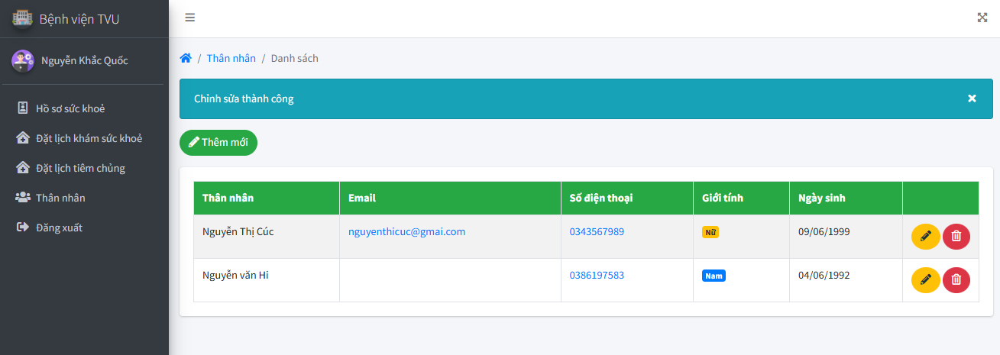 Bệnh viện TVU
Nguyễn Khắc Quốc
Hồ sơ sức khoẻ
Đặt lịch khám sức khoẻ
Đặt lịch tiêm chủng
Thân nhân
Đăng xuất
/ Thân nhân / Danh sách
Chỉnh sửa thành công
Thêm mới
Thân nhân Email Số điện thoại Giới tính Ngày sinh
Nguyễn Thị Cúc nguyenthicuc@gmai.com 0343567989 Nữ 09/06/1999
Nguyễn văn Hi 0386197583 Nam 04/06/1992